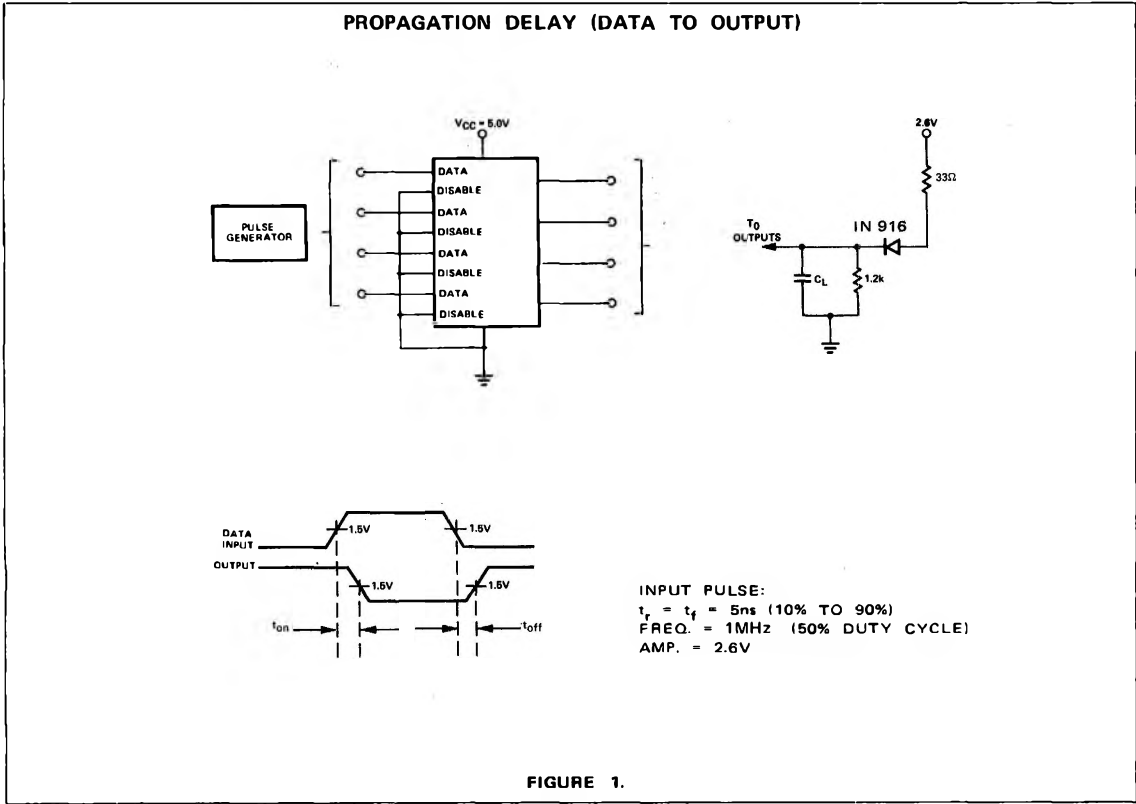 PROPAGATION DELAY (DATA TO OUTPUT)
VCC = 5.0V
DATA
DISABLE
DATA
DISABLE
DATA
DISABLE
DATA
DISABLE
PULSE
GENERATOR
2.6V
33Ω
IN 916
T0
OUTPUTS
CL
1.2k
DATA
INPUT
1.5V
1.5V
OUTPUT
1.5V
1.5V
ton
toff
INPUT PULSE:
tr = tf = 5ns (10% TO 90%)
FREQ. = 1MHz (50% DUTY CYCLE)
AMP. = 2.6V
FIGURE 1.